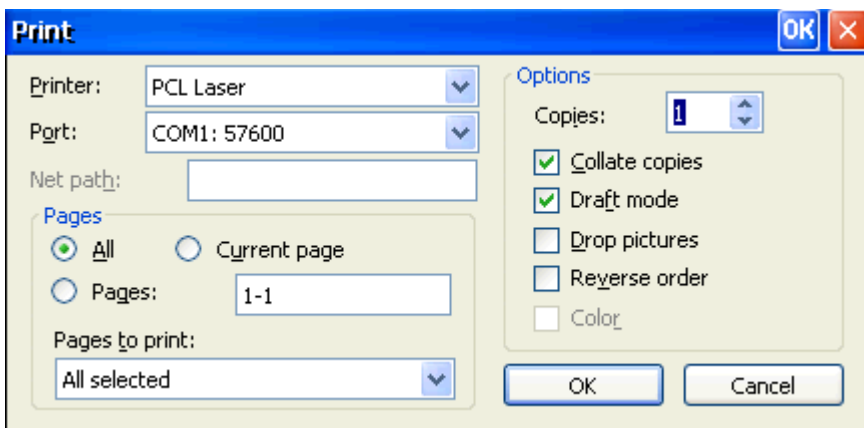 Print OK
Printer: PCL Laser
Port: COM1: 57600
Net path:
Pages
All Current page
Pages: 1-1
Pages to print:
All selected
Options
Copies: 1
Collate copies
Draft mode
Drop pictures
Reverse order
Color
OK Cancel